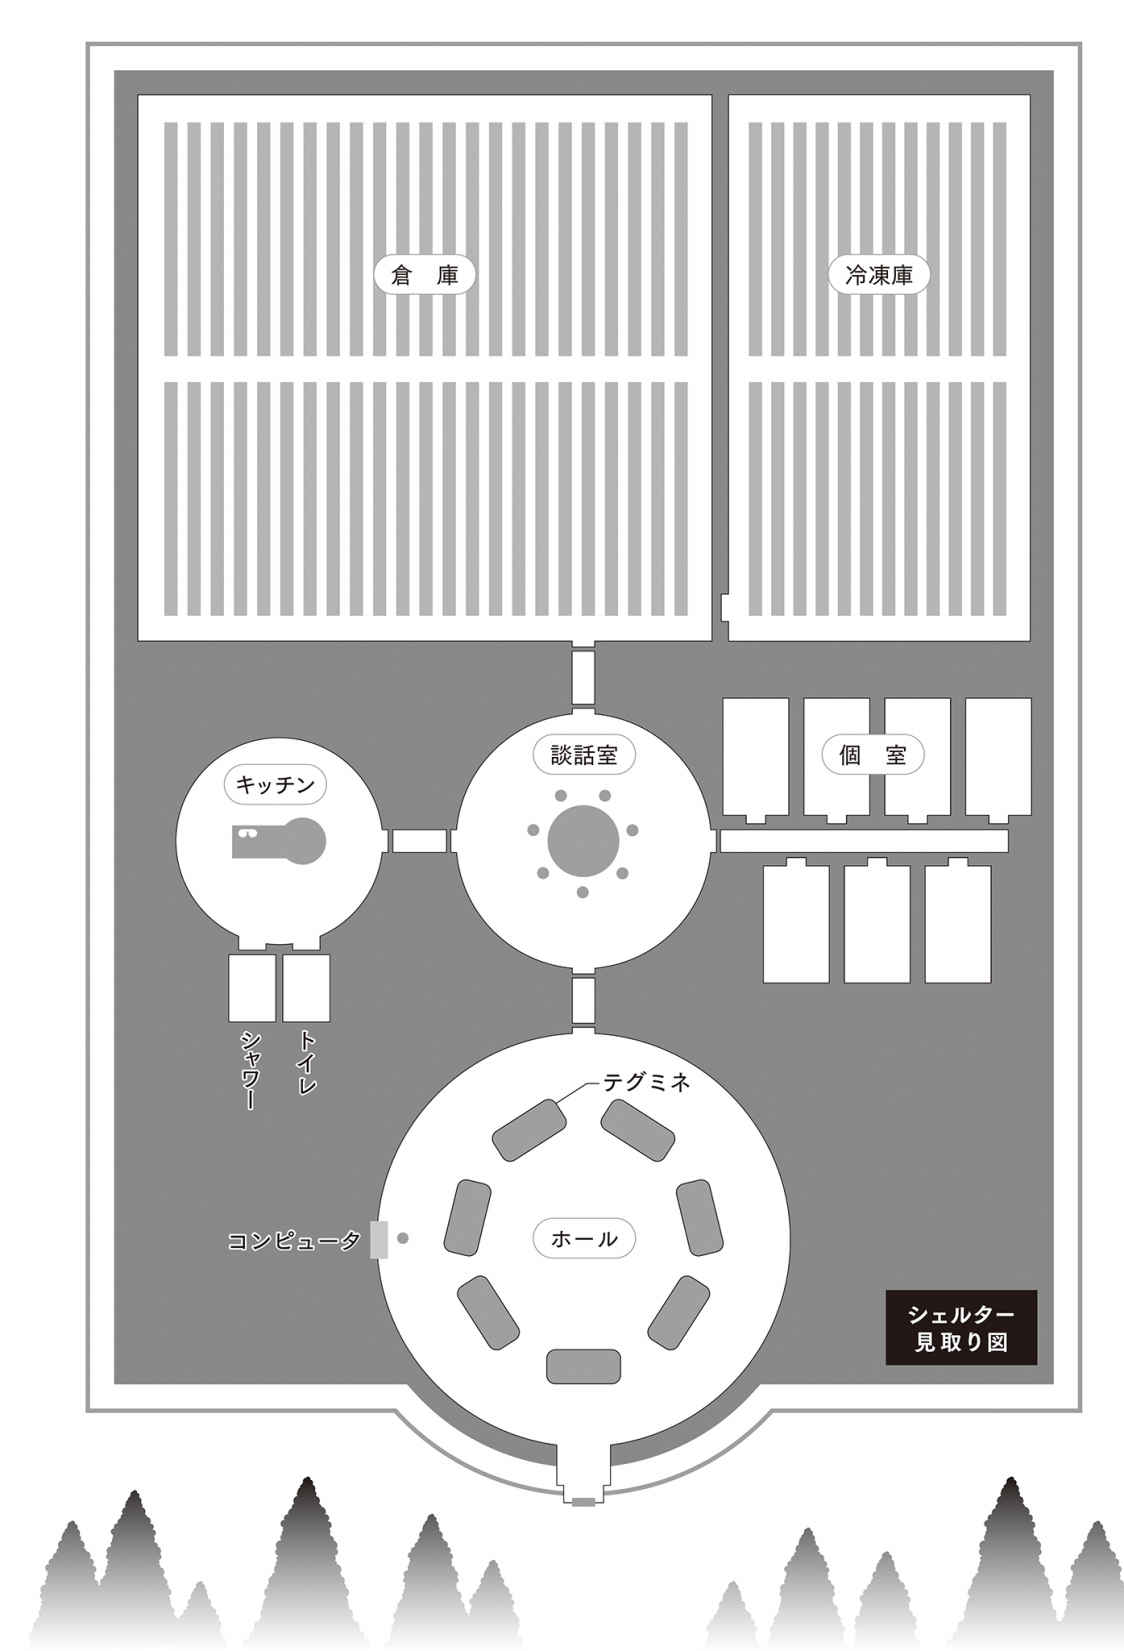 倉　庫
冷凍庫
談話室
個　室
キッチン
シャワー
トイレ
テグミネ
ホール
コンピュータ
シェルター
見取り図